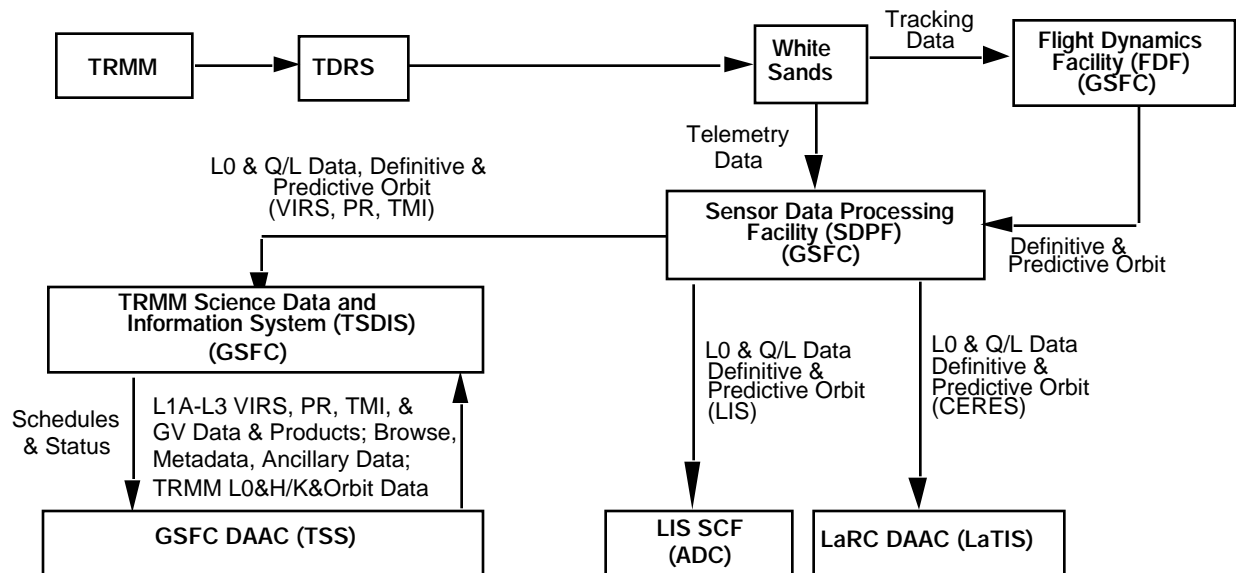 TRMM
TDRS
White
Sands
Tracking
Data
Flight Dynamics
Facility (FDF)
(GSFC)
Telemetry
Data
L0 & Q/L Data, Definitive &
Predictive Orbit
(VIRS, PR, TMI)
Sensor Data Processing
Facility (SDPF)
(GSFC)
Definitive &
Predictive Orbit
TRMM Science Data and
Information System (TSDIS)
(GSFC)
L0 & Q/L Data
Definitive &
Predictive Orbit
(LIS)
L0 & Q/L Data
Definitive &
Predictive Orbit
(CERES)
Schedules
& Status
L1A-L3 VIRS, PR, TMI, &
GV Data & Products; Browse,
Metadata, Ancillary Data;
TRMM L0&H/K&Orbit Data
GSFC DAAC (TSS)
LIS SCF
(ADC)
LaRC DAAC (LaTIS)